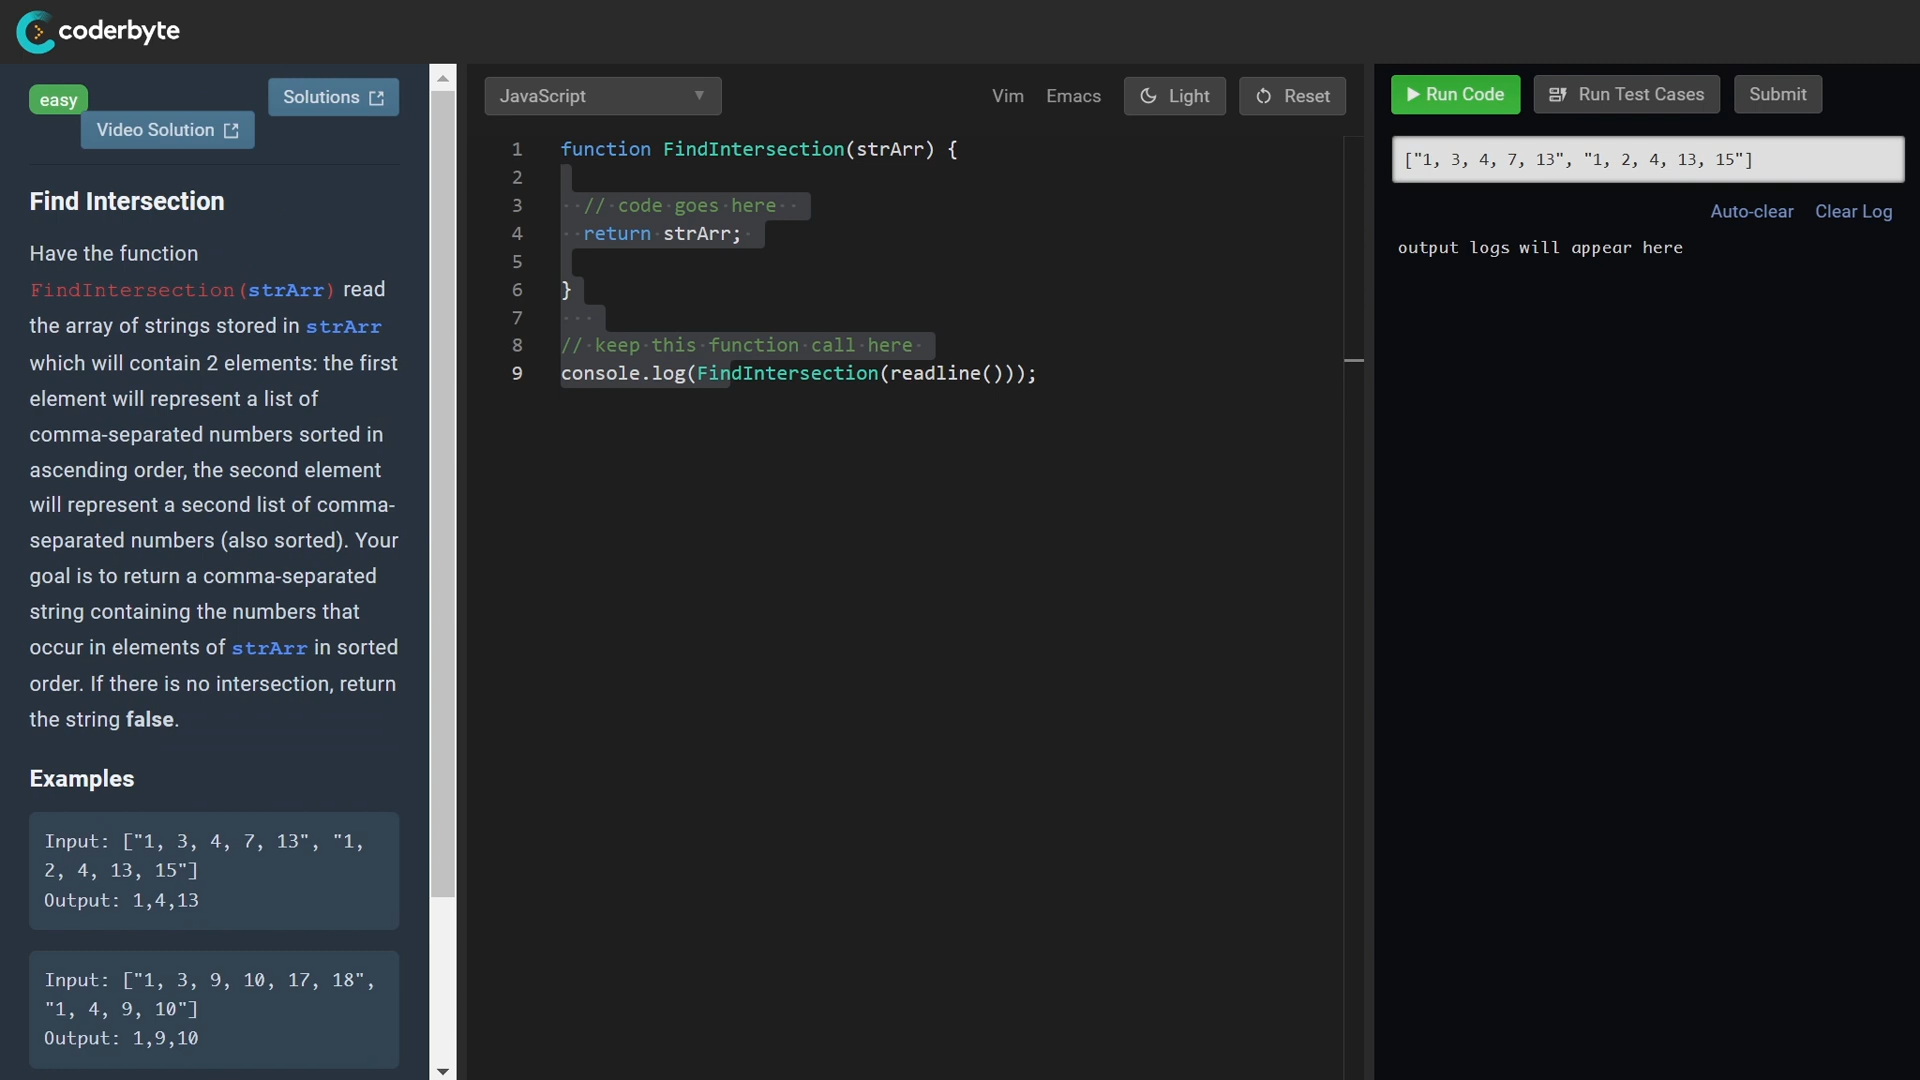 coderbyte
easy
Solutions
Video Solution
Find Intersection
Have the function
FindIntersection(strArr) read
the array of strings stored in strArr
which will contain 2 elements: the first
element will represent a list of
comma-separated numbers sorted in
ascending order, the second element
will represent a second list of comma-
separated numbers (also sorted). Your
goal is to return a comma-separated
string containing the numbers that
occur in elements of strArr in sorted
order. If there is no intersection, return
the string false.
Examples
Input: ["1, 3, 4, 7, 13", "1,
2, 4, 13, 15"]
Output: 1,4,13
Input: ["1, 3, 9, 10, 17, 18",
"1, 4, 9, 10"]
Output: 1,9,10
JavaScript
Vim
Emacs
Light
Reset
1 function FindIntersection(strArr) {
2
3 // code goes here
4 return strArr;
5
6 }
7
8 // keep this function call here
9 console.log(FindIntersection(readline()));
Run Code
Run Test Cases
Submit
["1, 3, 4, 7, 13", "1, 2, 4, 13, 15"]
Auto-clear
Clear Log
output logs will appear here